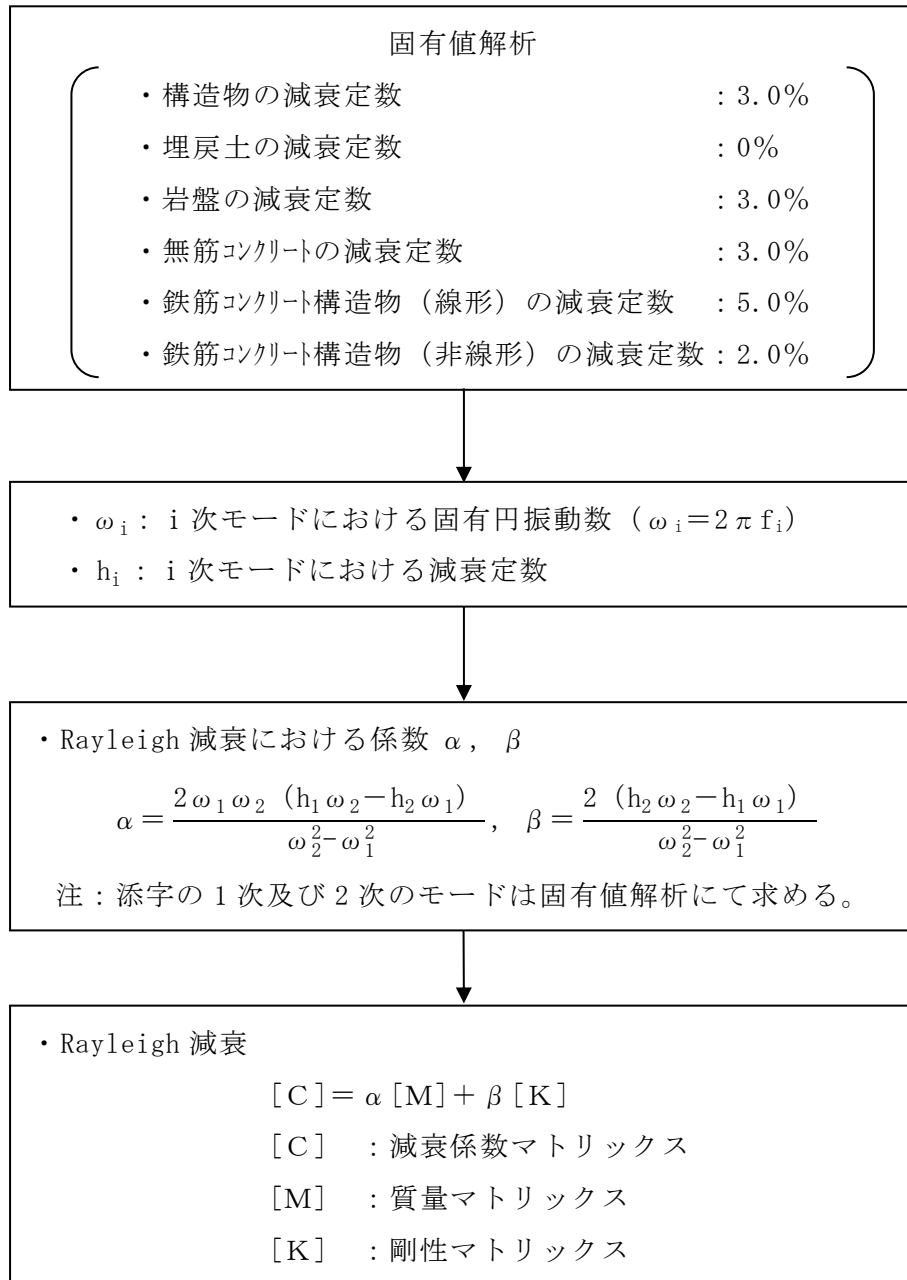 固有値解析
・構造物の減衰定数 : 3.0%
・埋戻土の減衰定数 : 0%
・岩盤の減衰定数 : 3.0%
・無筋ｺﾝｸﾘｰﾄの減衰定数 : 3.0%
・鉄筋ｺﾝｸﾘｰﾄ構造物（線形）の減衰定数 : 5.0%
・鉄筋ｺﾝｸﾘｰﾄ構造物（非線形）の減衰定数 : 2.0%
・ω_i : i 次モードにおける固有円振動数（ω_i＝2πf_i）
・h_i : i 次モードにおける減衰定数
・Rayleigh 減衰における係数 α, β
α＝2ω_1ω_2（h_1ω_2－h_2ω_1）/(ω_2^2－ω_1^2), β＝2（h_2ω_2－h_1ω_1）/(ω_2^2－ω_1^2)
注：添字の 1 次及び 2 次のモードは固有値解析にて求める。
・Rayleigh 減衰
[C]＝α[M]＋β[K]
[C] : 減衰係数マトリックス
[M] : 質量マトリックス
[K] : 剛性マトリックス